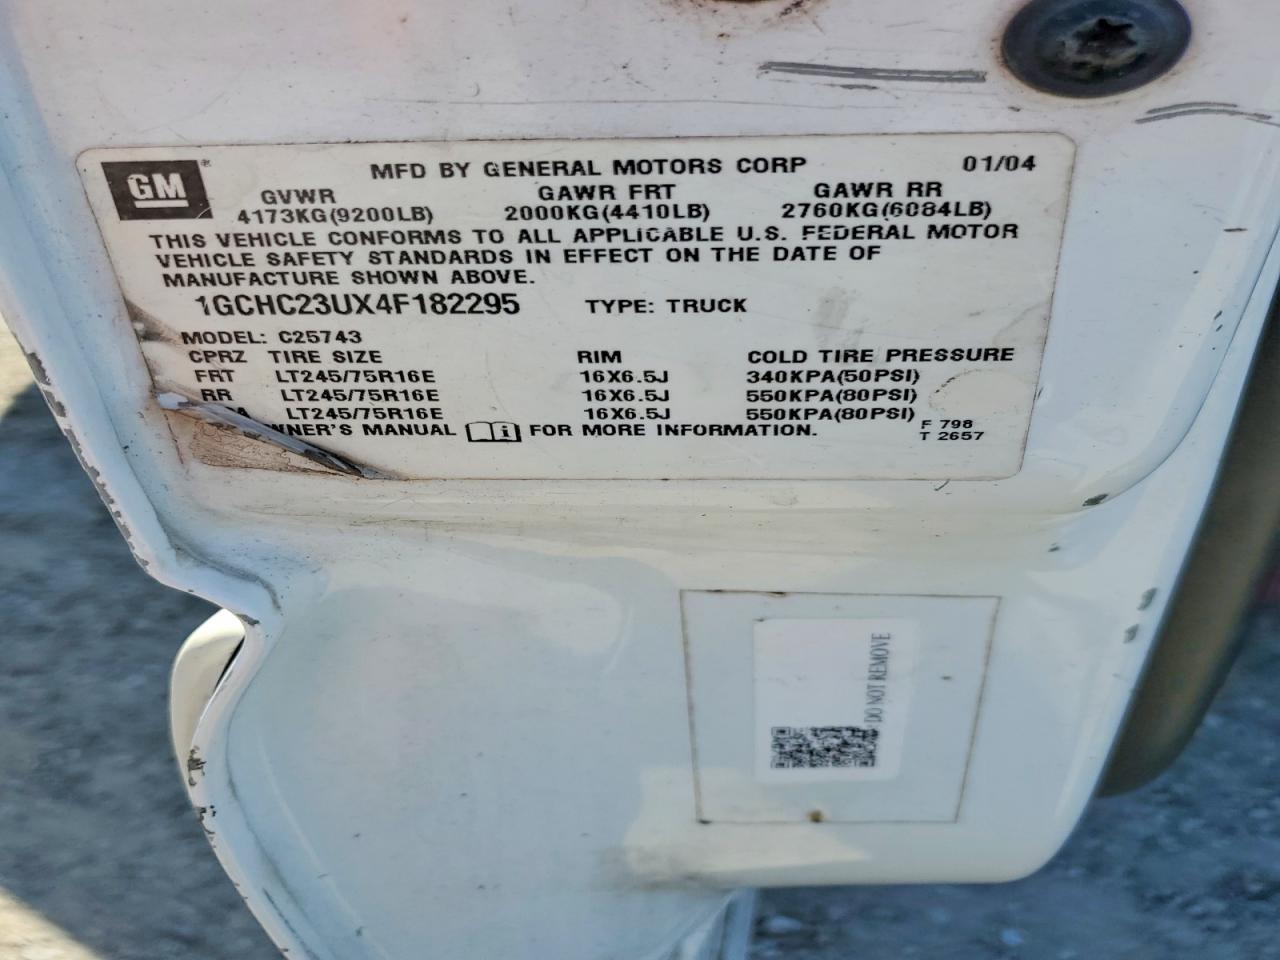 GM MFD BY GENERAL MOTORS CORP 01/04
GVWR GAWR FRT GAWR RR
4173KG(9200LB) 2000KG(4410LB) 2760KG(6084LB)
THIS VEHICLE CONFORMS TO ALL APPLICABLE U.S. FEDERAL MOTOR
VEHICLE SAFETY STANDARDS IN EFFECT ON THE DATE OF
MANUFACTURE SHOWN ABOVE.
1GCHC23UX4F182295 TYPE: TRUCK
MODEL: C25743
CPRZ TIRE SIZE RIM COLD TIRE PRESSURE
FRT LT245/75R16E 16X6.5J 340KPA(50PSI)
RR LT245/75R16E 16X6.5J 550KPA(80PSI)
LT245/75R16E 16X6.5J 550KPA(80PSI)
WNER'S MANUAL i FOR MORE INFORMATION.
F 798
T 2657
DO NOT REMOVE